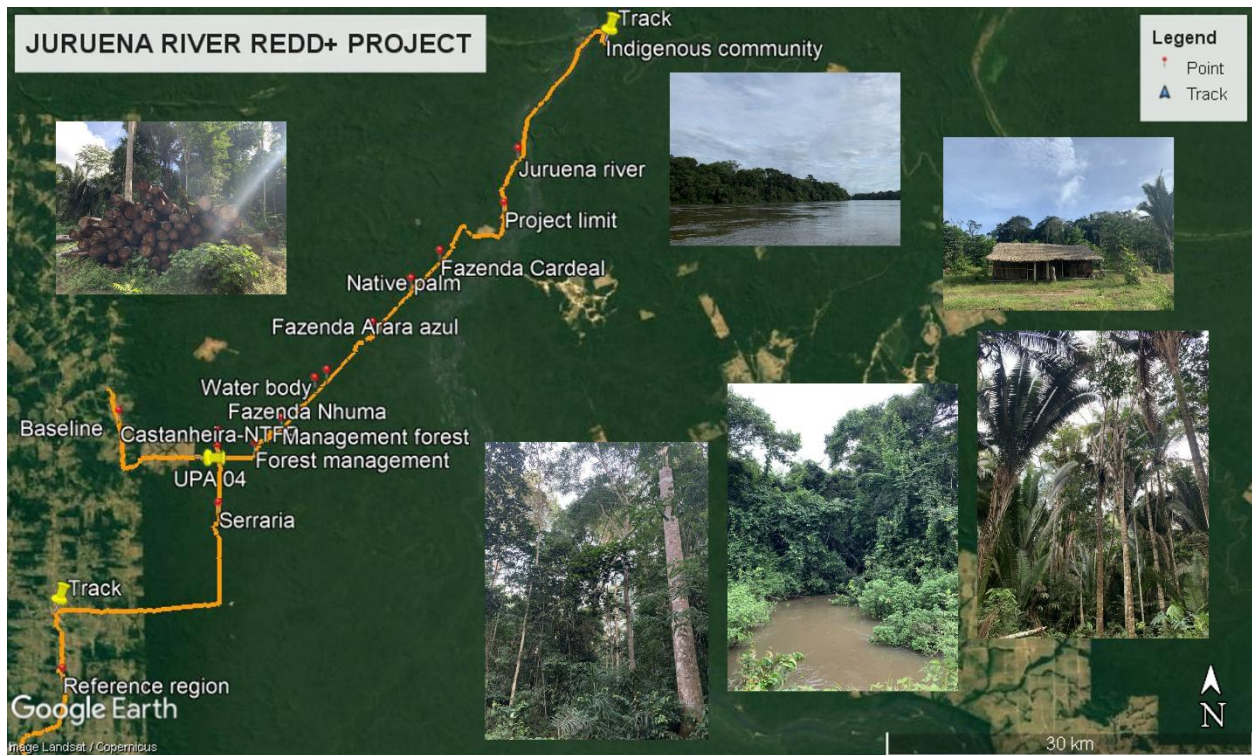 JURUENA RIVER REDD+ PROJECT
Track
Indigenous community
Legend
Point
Track
Juruena river
Project limit
Fazenda Cardeal
Native palm
Fazenda Arara azul
Water body
Fazenda Nhuma
Baseline
Castanheira-NTFP
Management forest
Forest management
UPA 04
Serraria
Track
Reference region
Google Earth
Image Landsat / Copernicus
30 km
N